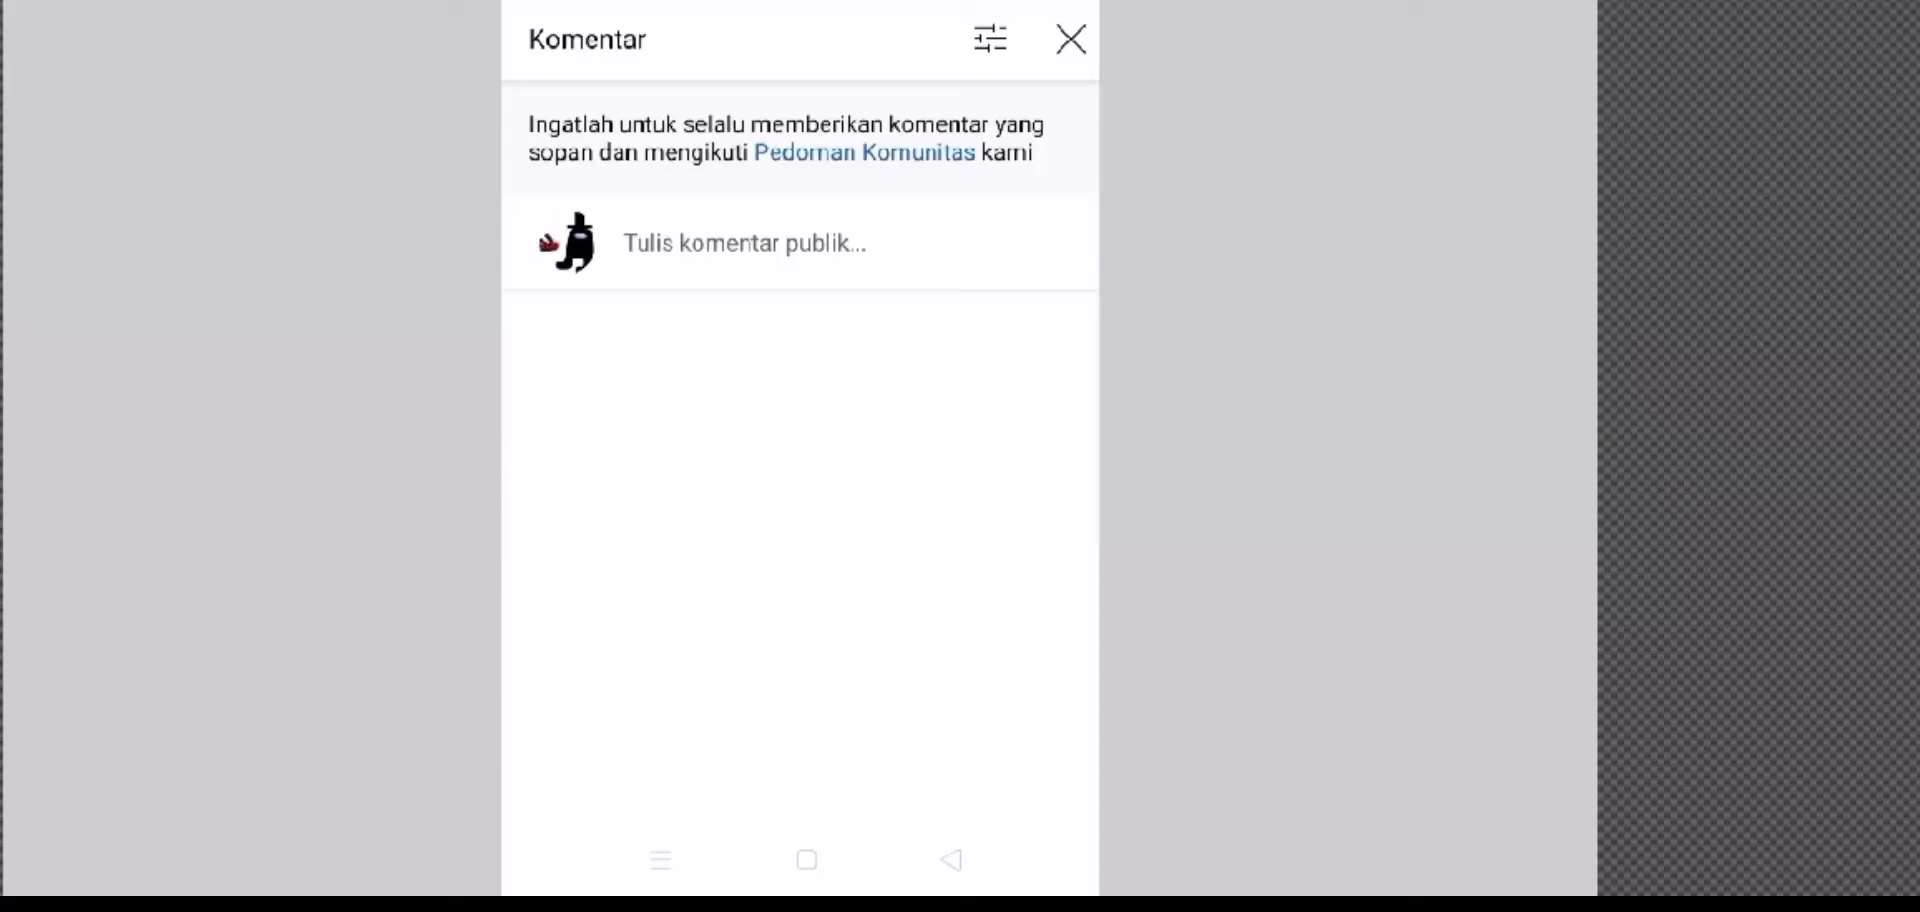 Komentar
Ingatlah untuk selalu memberikan komentar yang
sopan dan mengikuti Pedoman Komunitas kami
Tulis komentar publik...